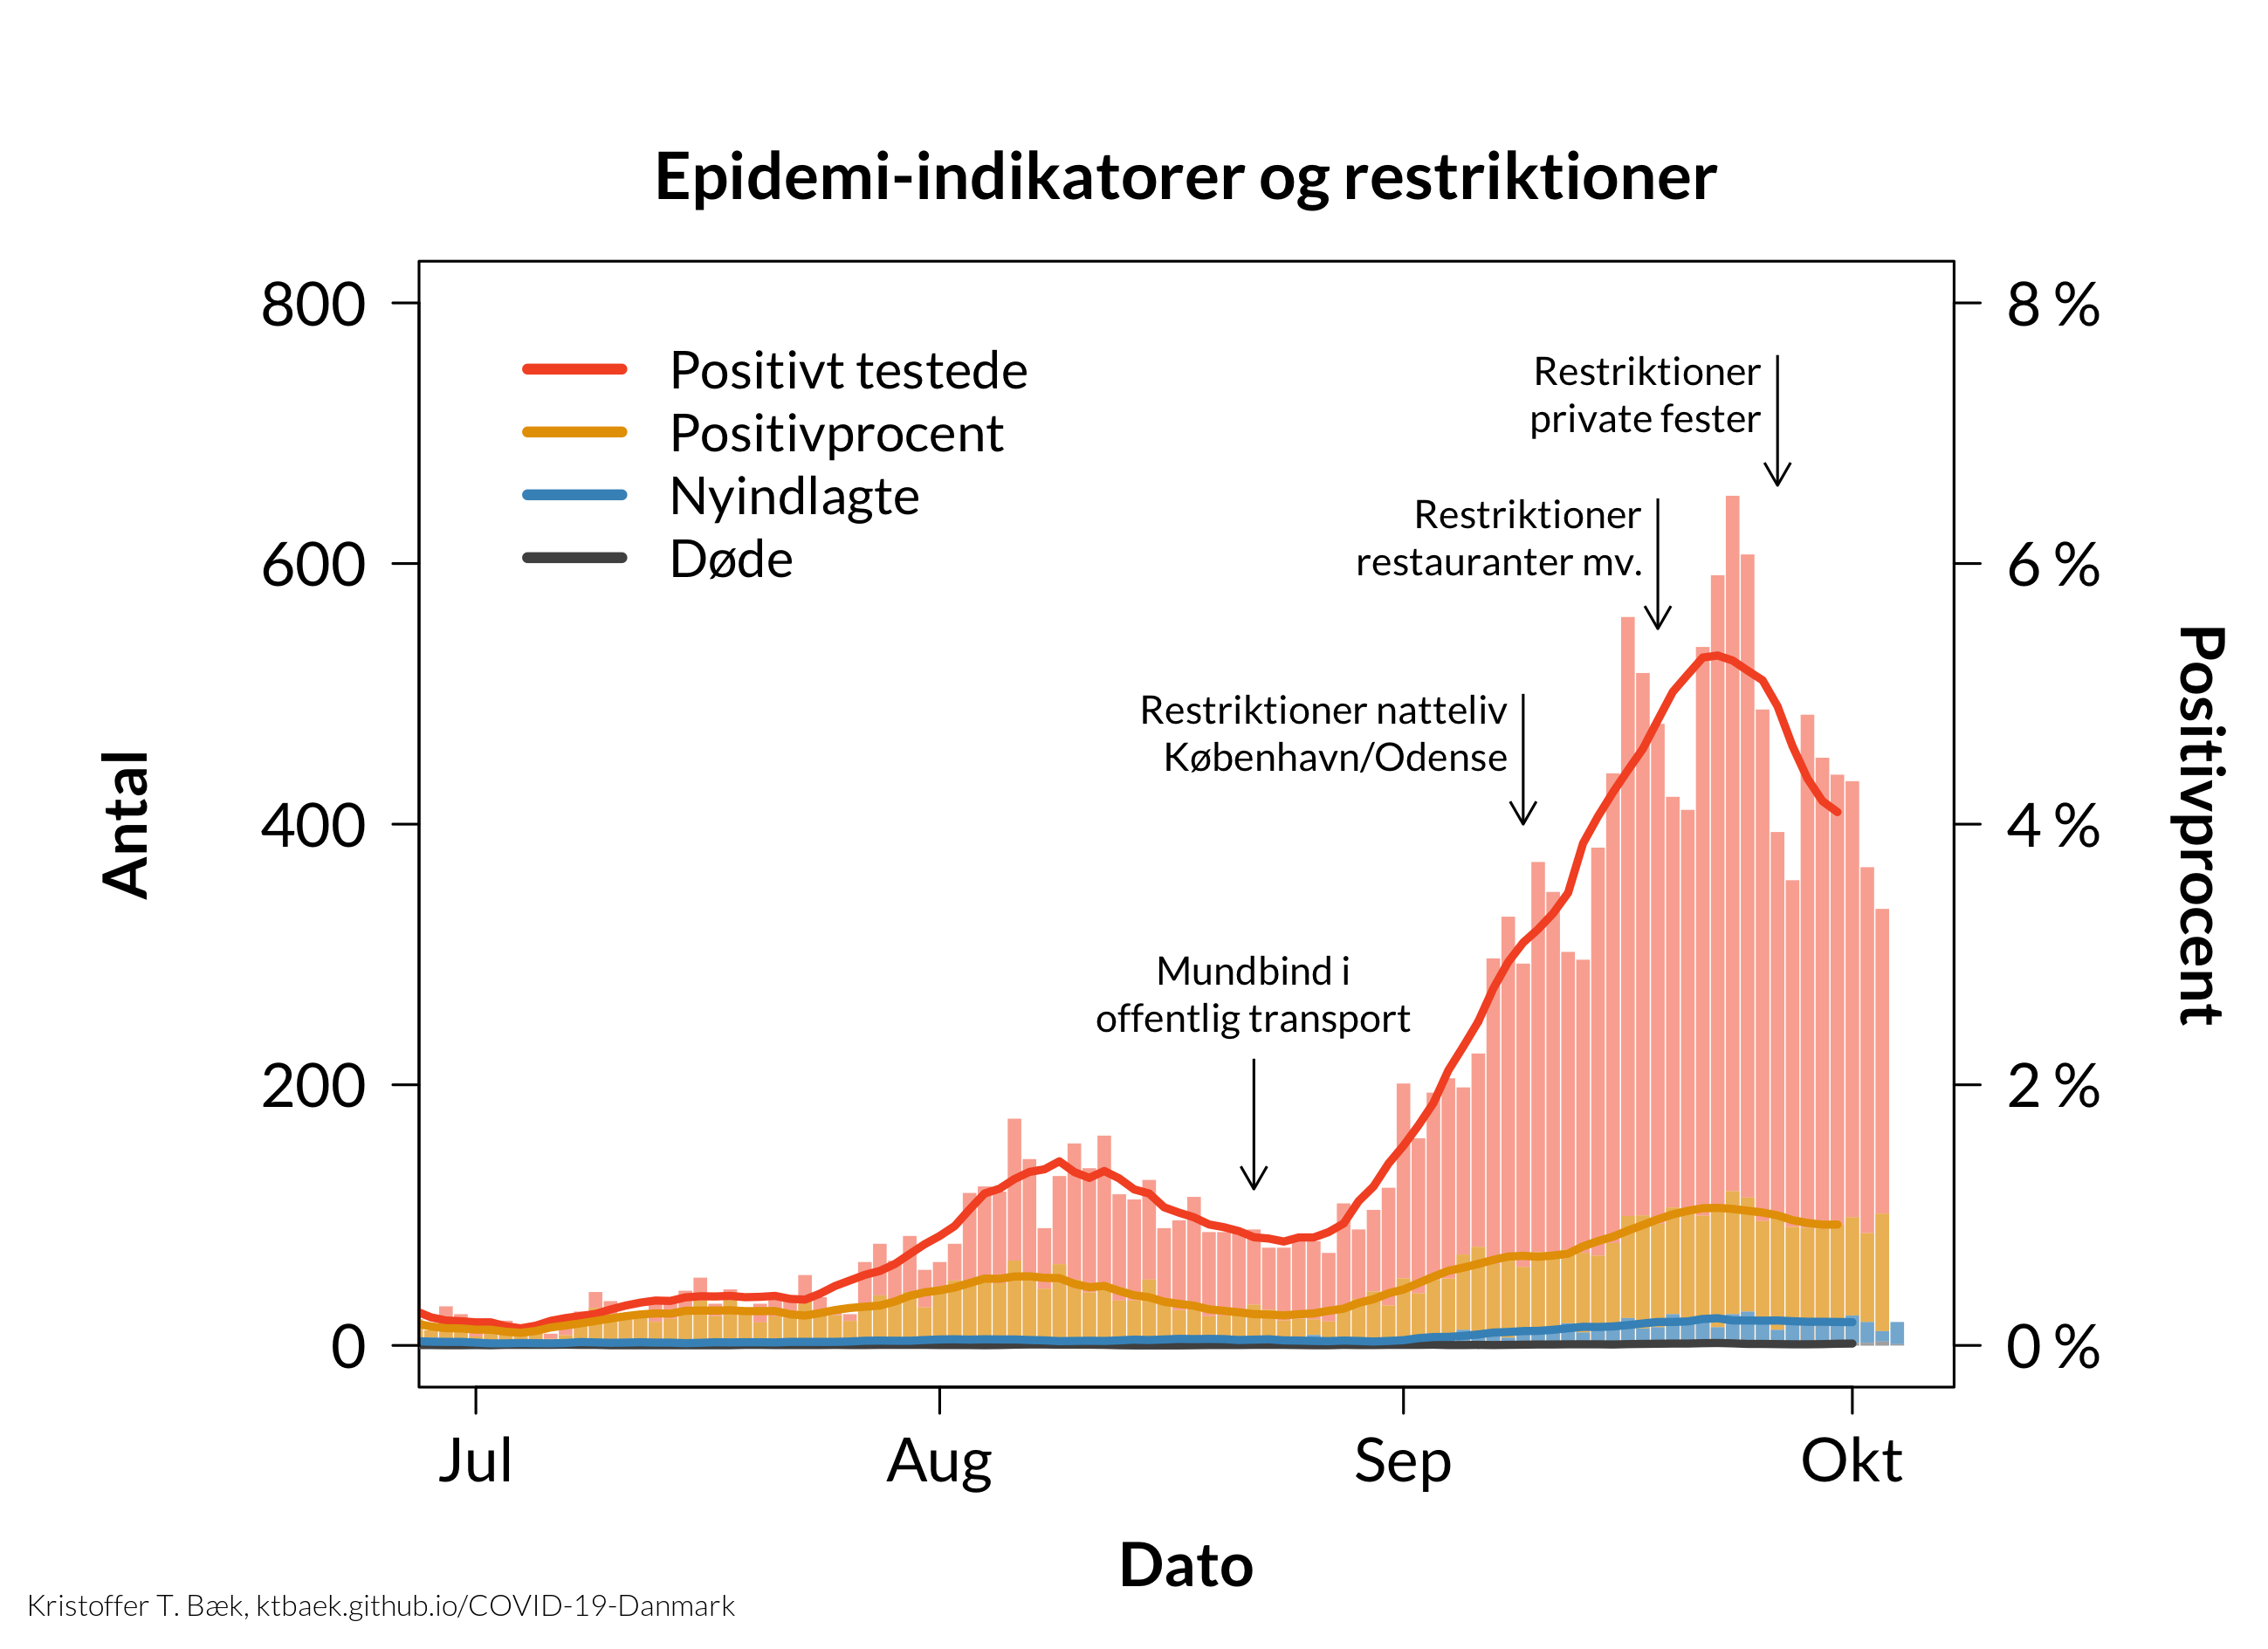 Epidemi-indikatorer og restriktioner
800
600
400
200
0
Antal
Positivt testede
Positivprocent
Nyindlagte
Døde
Restriktioner
private fester
Restriktioner
restauranter mv.
Restriktioner natteliv
København/Odense
Mundbind i
offentlig transport
8 %
6 %
4 %
2 %
0 %
Positivprocent
Jul
Aug
Sep
Okt
Dato
Kristoffer T. Bæk, ktbaek.github.io/COVID-19-Danmark